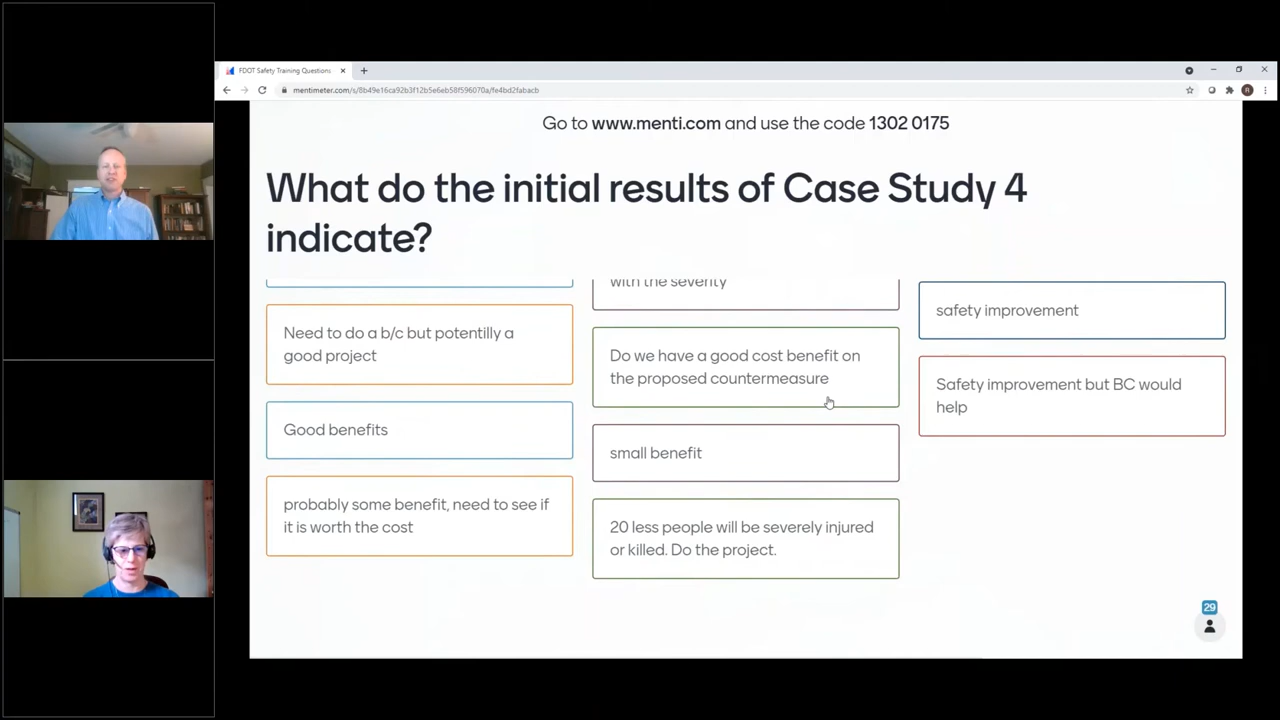 FDOT Safety Training Questions
mentimeter.com/s/8b49e16ca92b3f12b5e6eb58f596070a/fe4bd2fabacb
R
Go to www.menti.com and use the code 1302 0175
What do the initial results of Case Study 4
indicate?
Need to do a b/c but potentilly a
good project
Good benefits
probably some benefit, need to see if
it is worth the cost
with the severity
Do we have a good cost benefit on
the proposed countermeasure
small benefit
20 less people will be severely injured
or killed. Do the project.
safety improvement
Safety improvement but BC would
help
29